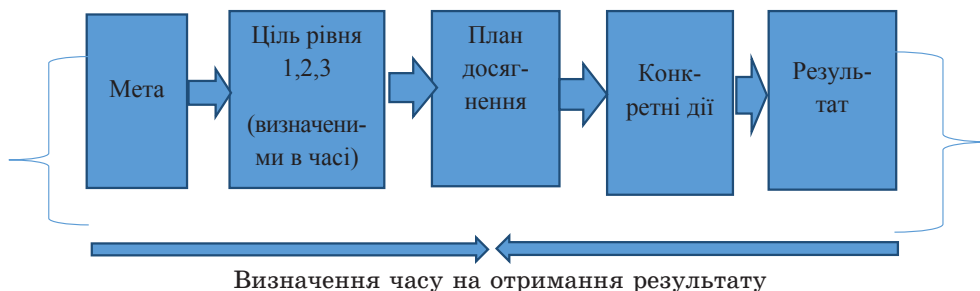 Мета
Ціль рівня
1,2,3
(визначени-
ми в часі)
План
досяг-
нення
Конк-
ретні дії
Резуль-
тат
Визначення часу на отримання результату